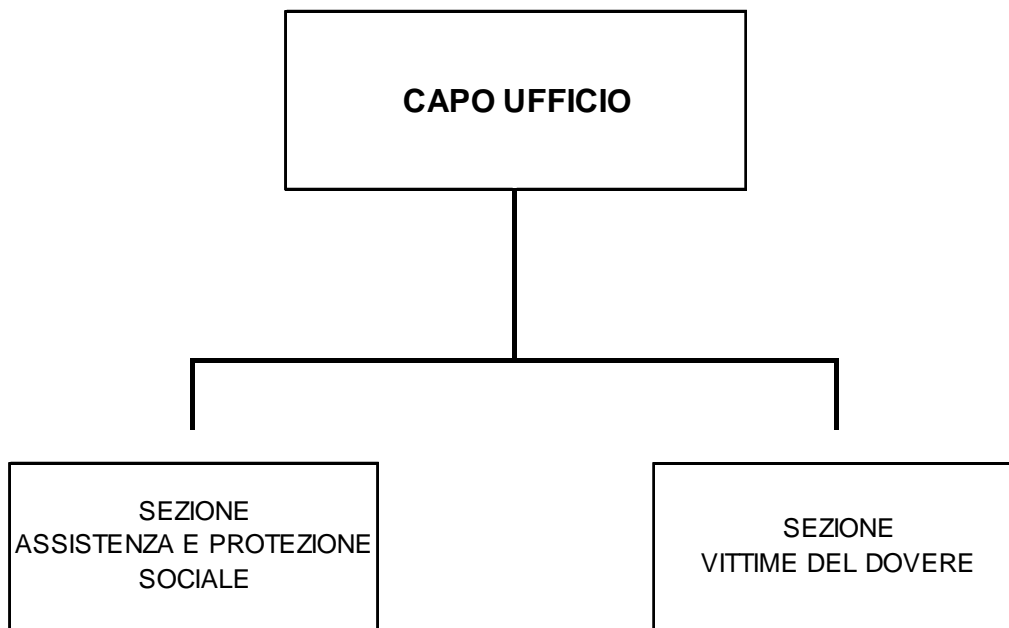 CAPO UFFICIO
SEZIONE
ASSISTENZA E PROTEZIONE
SOCIALE
SEZIONE
VITTIME DEL DOVERE